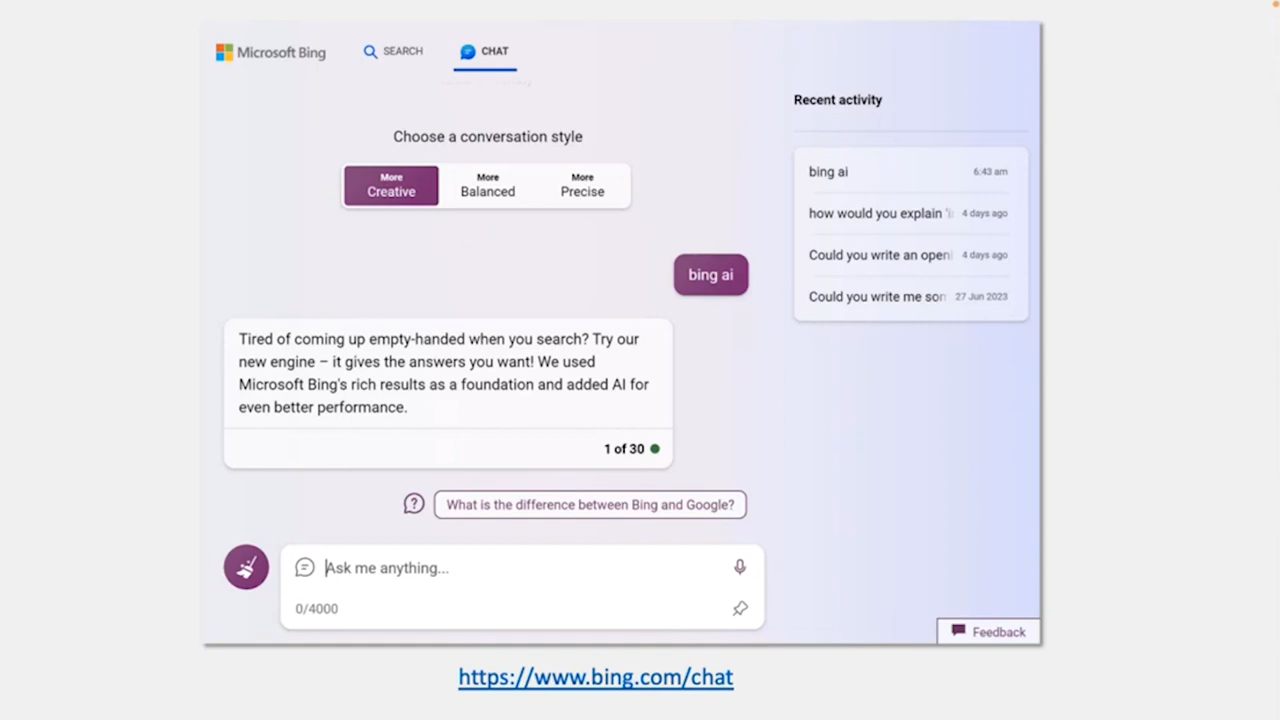 Microsoft Bing
SEARCH
CHAT
Recent activity
Choose a conversation style
More
Creative
More
Balanced
More
Precise
bing ai
6:43 am
how would you explain
4 days ago
Could you write an openi
4 days ago
Could you write me
27 Jun 2023
bing ai
Tired of coming up empty-handed when you search? Try our
new engine – it gives the answers you want! We used
Microsoft Bing's rich results as a foundation and added AI for
even better performance.
1 of 30
What is the difference between Bing and Google?
Ask me anything...
0/4000
Feedback
https://www.bing.com/chat